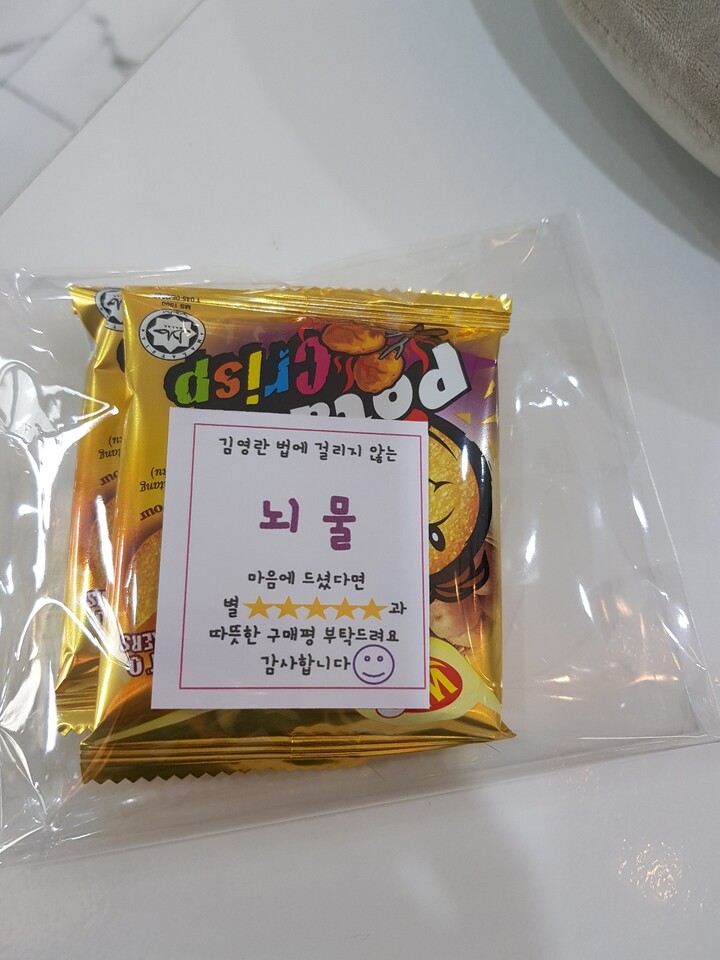 김영란 법에 걸리지 않는
뇌물
마음에 드셨다면
별★★★★★과
따뜻한 구매평 부탁드려요
감사합니다
Crisp
HALAL
MALAYSIA